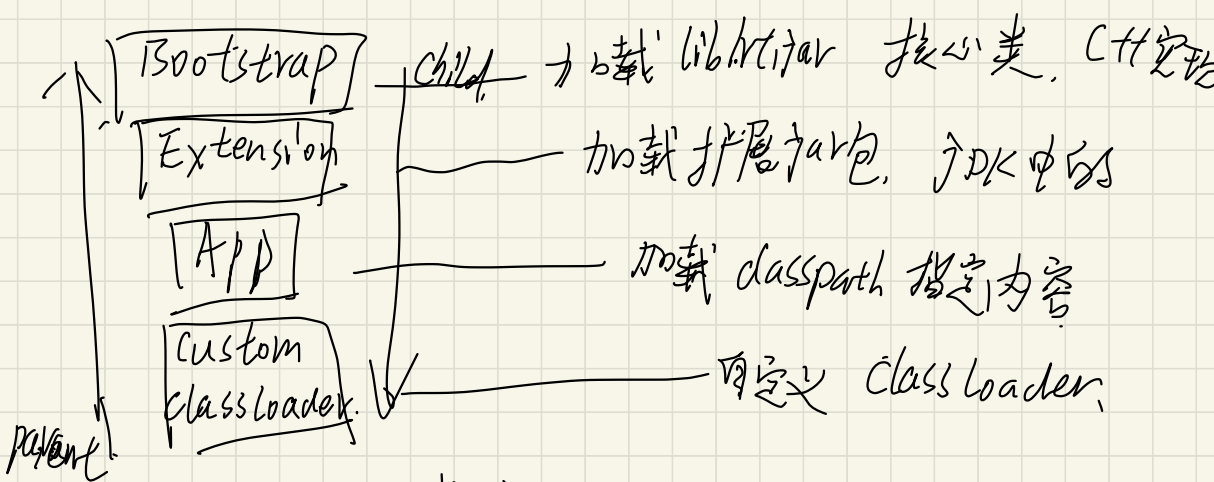 Bootstrap child 加载 lib/rt.jar 核心类. C++实现
Extension 加载扩展jar包. JDK中的
App 加载 classpath 指定内容
Custom
classloader. 自定义 ClassLoader.
parent